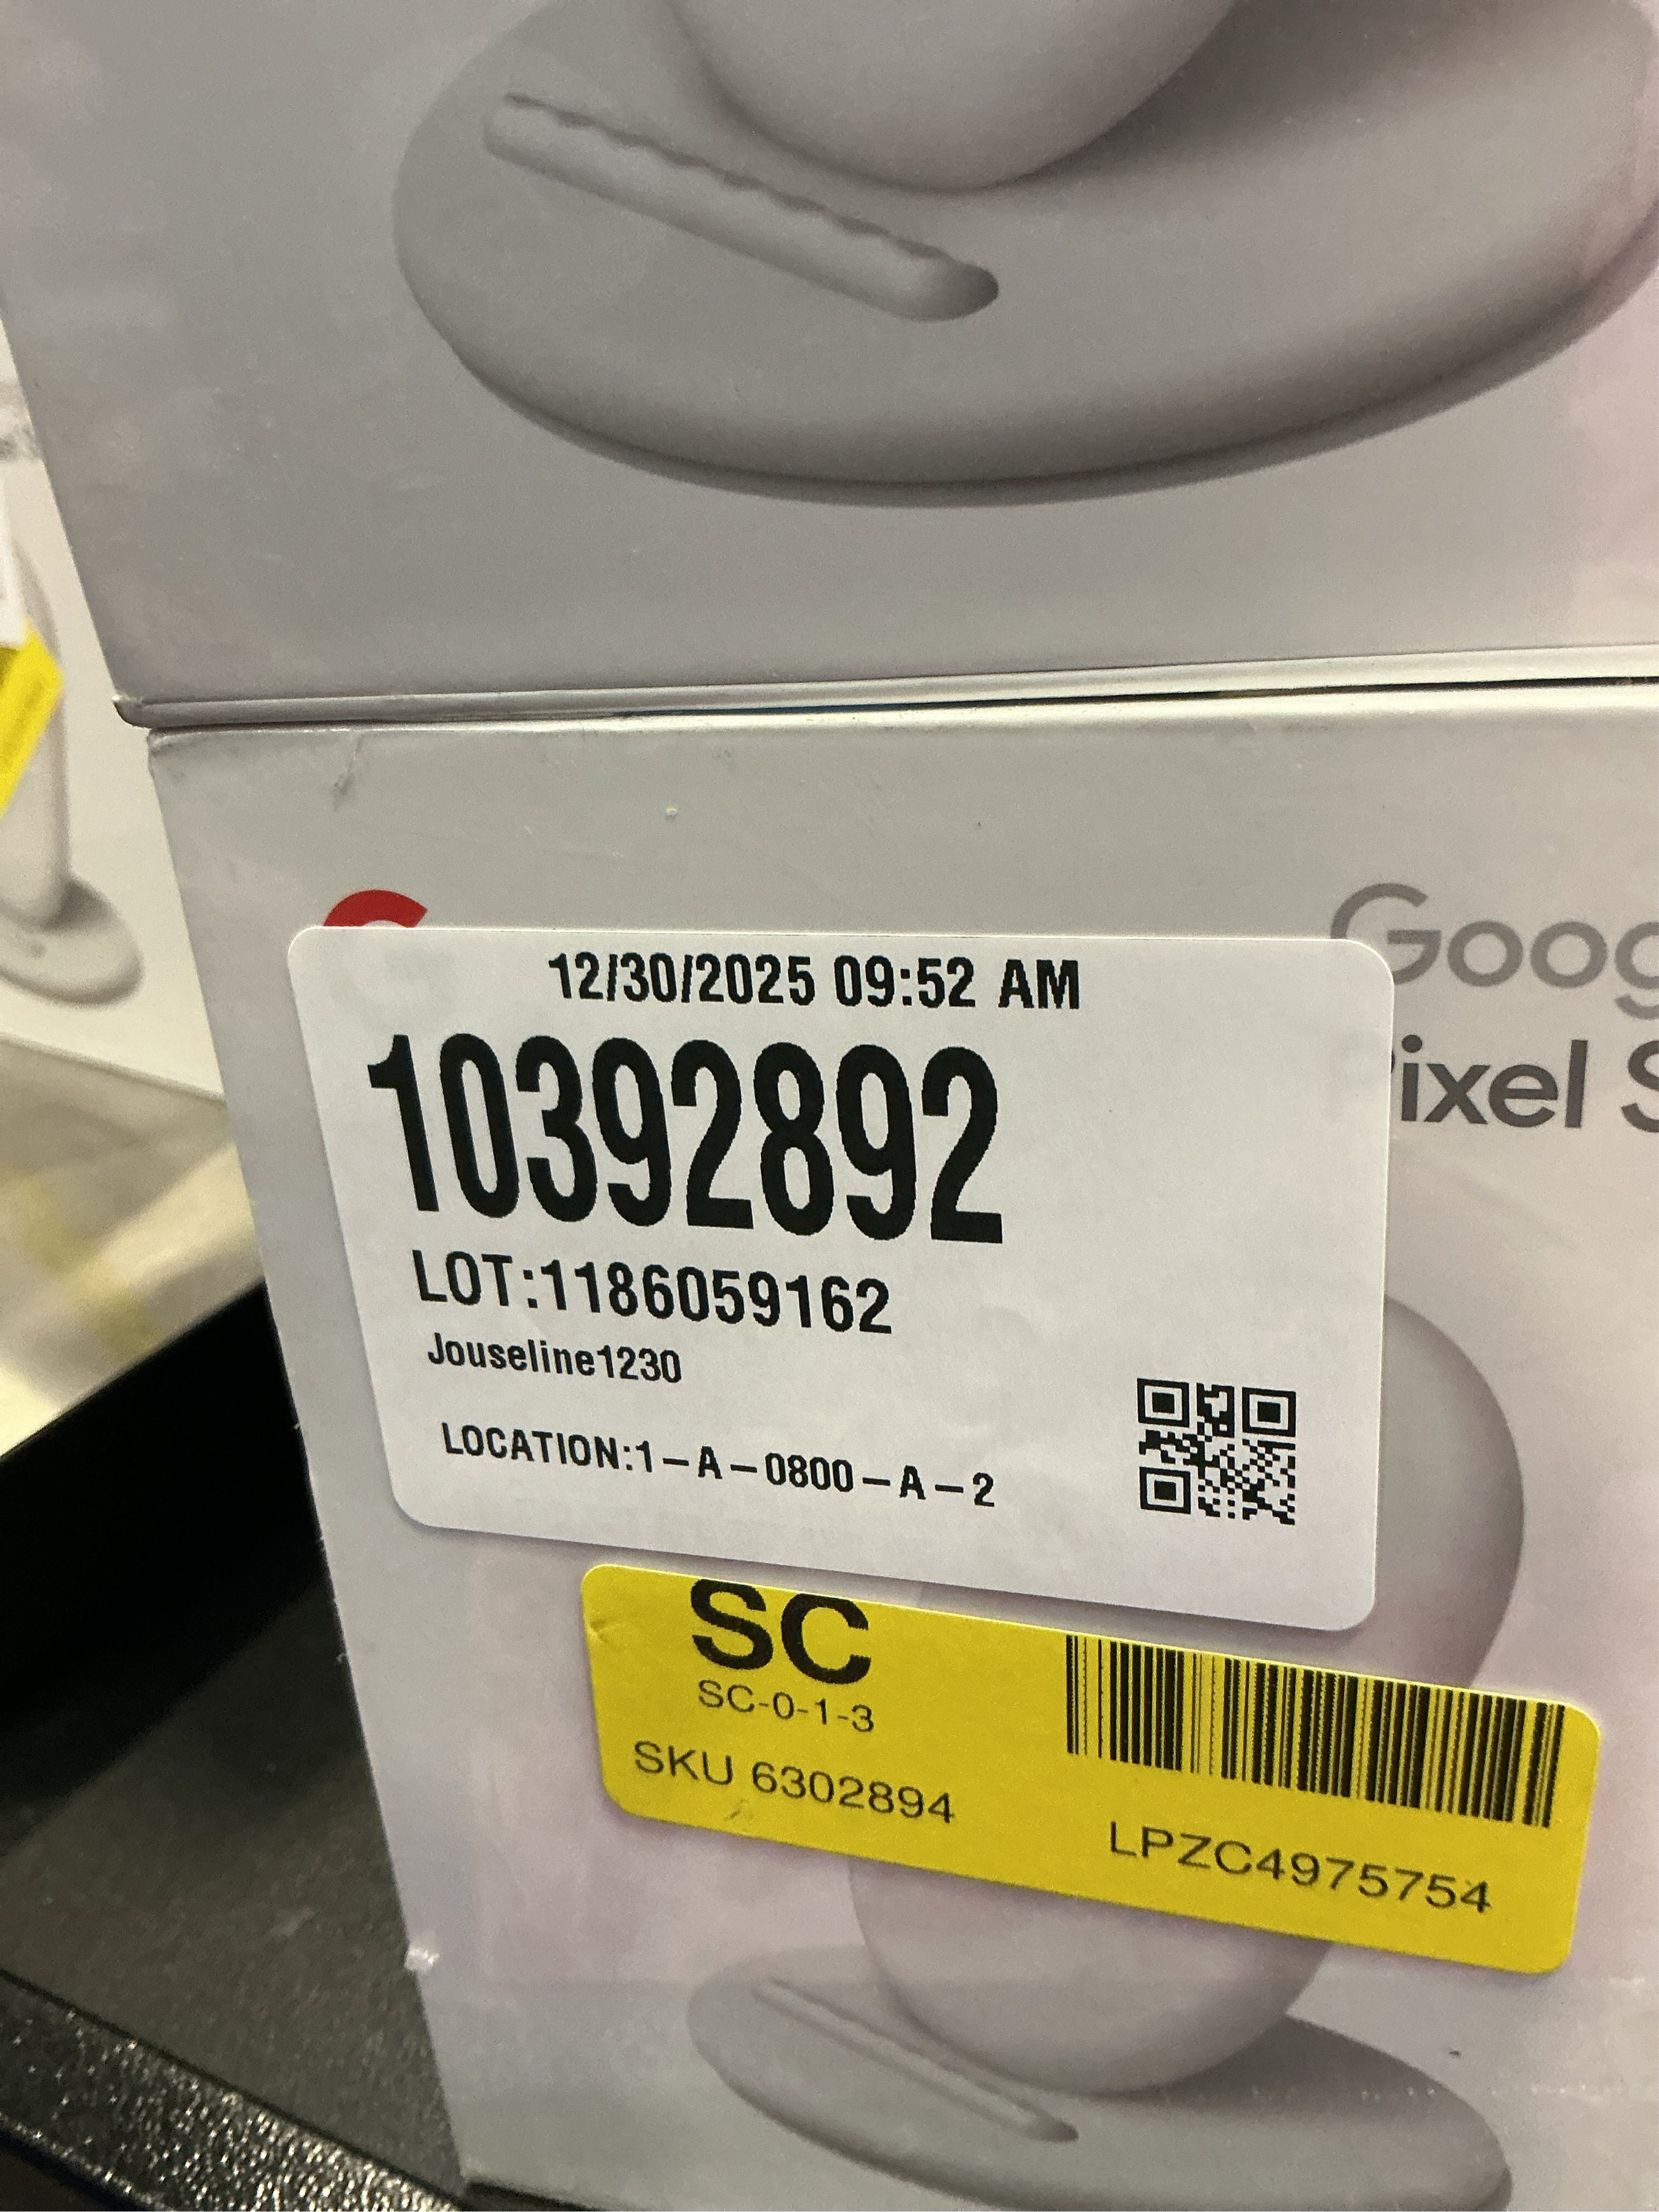 Goog
ixel S
12/30/2025 09:52 AM
10392892
LOT:1186059162
Jouseline1230
LOCATION:1-A-0800-A-2
SC
SC-0-1-3
SKU 6302894
LPZC4975754